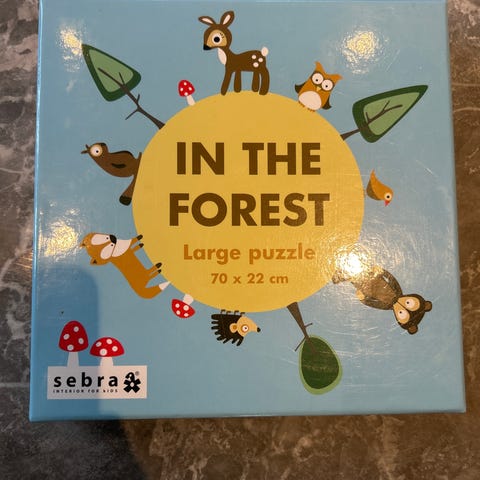 IN THE
FOREST
Large puzzle
70 x 22 cm
sebra
INTERIOR FOR KIDS